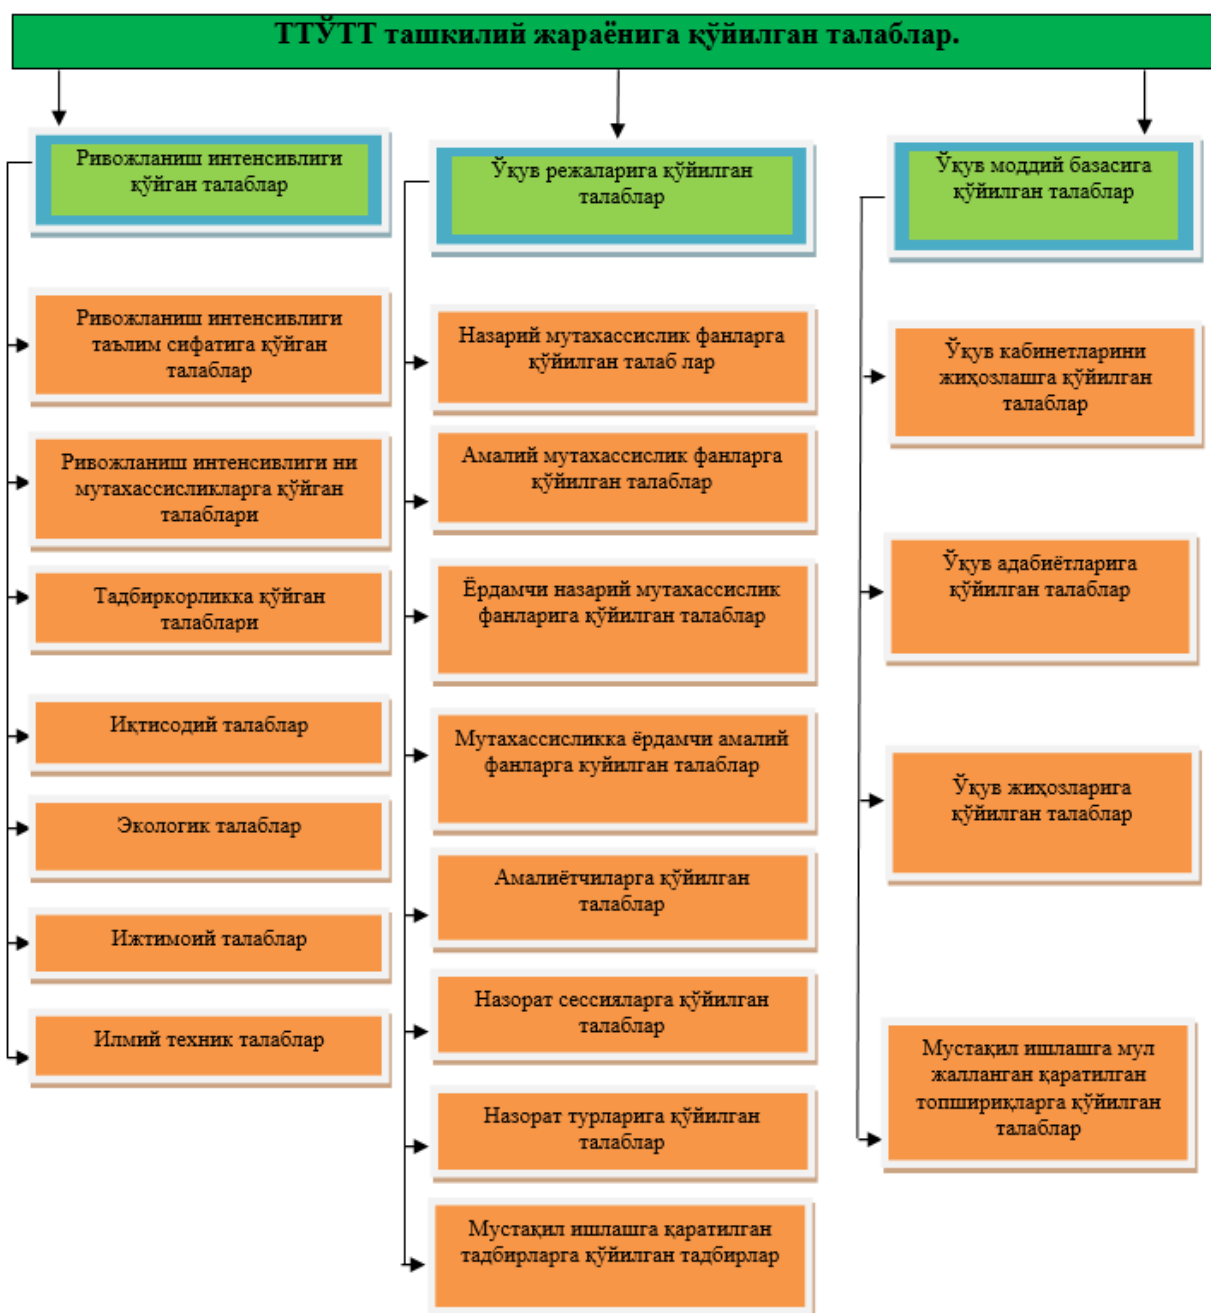 ТТЎТТ ташкилий жараёнига қўйилган талаблар.
Ривожланиш интенсивлиги
қўйган талаблар
Ривожланиш интенсивлиги
таълим сифатига қўйган
талаблар
Ривожланиш интенсивлиги ни
мутахассисликларга қўйган
талаблари
Тадбиркорликка қўйган
талаблари
Иқтисодий талаблар
Экологик талаблар
Ижтимоий талаблар
Илмий техник талаблар
Ўқув режаларига қўйилган
талаблар
Назарий мутахассислик фанларга
қўйилган талаб лар
Амалий мутахассислик фанларга
қўйилган талаблар
Ёрдамчи назарий мутахассислик
фанларига қўйилган талаблар
Мутахассисликка ёрдамчи амалий
фанларга куйилган талаблар
Амалиётчиларга қўйилган
талаблар
Назорат сессияларга қўйилган
талаблар
Назорат турларига қўйилган
талаблар
Мустақил ишлашга қаратилган
тадбирларга қўйилган тадбирлар
Ўқув моддий базасига
қўйилган талаблар
Ўқув кабинетларини
жиҳозлашга қўйилган
талаблар
Ўқув адабиётларига
қўйилган талаблар
Ўқув жиҳозларига
қўйилган талаблар
Мустақил ишлашга мул
жалланган қаратилган
топшириқларга қўйилган
талаблар